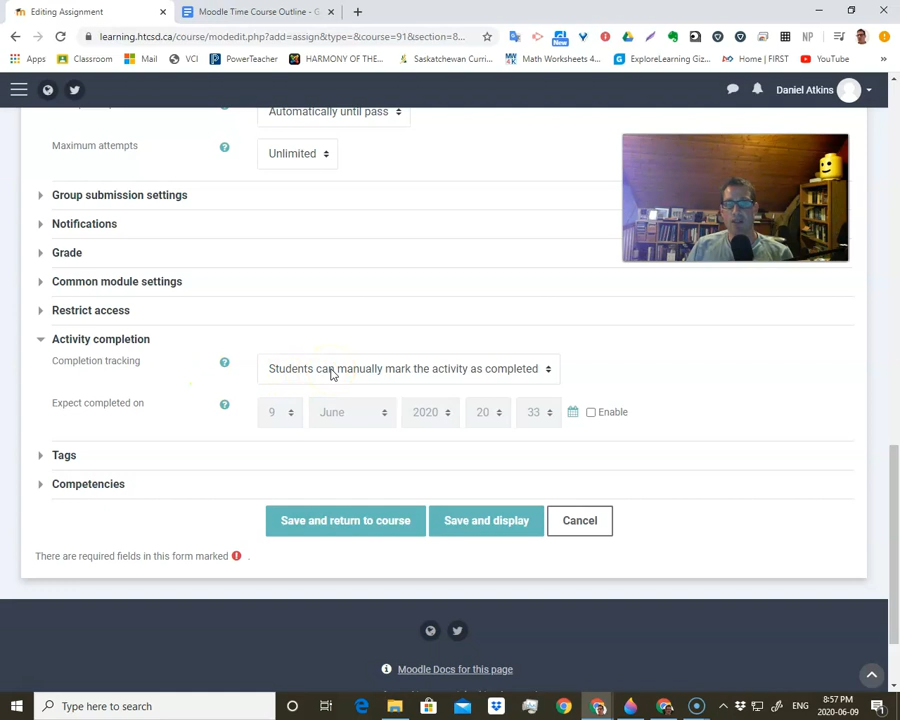 Editing Assignment
Moodle Time Course Outline - G
learning.htcsd.ca/course/modedit.php?add=assign&type=&course=91&section=8...
New
NP
Apps
Classroom
Mail
VCI
PowerTeacher
HARMONY OF THE...
Saskatchewan Curri...
Math Worksheets 4...
ExploreLearning Giz...
Home | FIRST
YouTube
»
Daniel Atkins
Automatically until pass
Maximum attempts
Unlimited
Group submission settings
Notifications
Grade
Common module settings
Restrict access
Activity completion
Completion tracking
Students can manually mark the activity as completed
Expect completed on
9 June 2020 20 33 Enable
Tags
Competencies
Save and return to course Save and display Cancel
There are required fields in this form marked .
Moodle Docs for this page
Type here to search
ENG
8:57 PM
2020-06-09